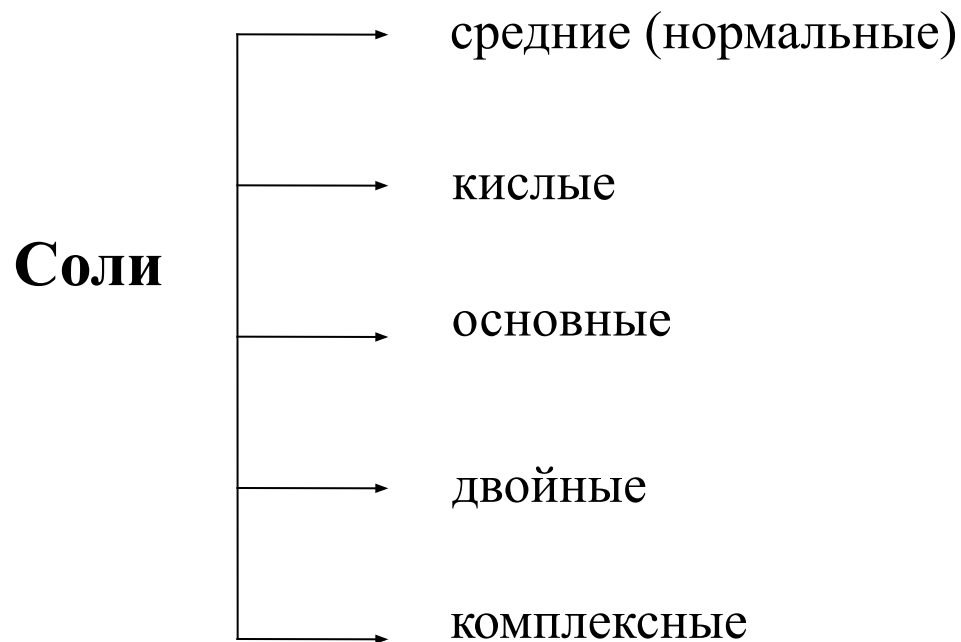 средние (нормальные)
кислые
Соли
основные
двойные
комплексные